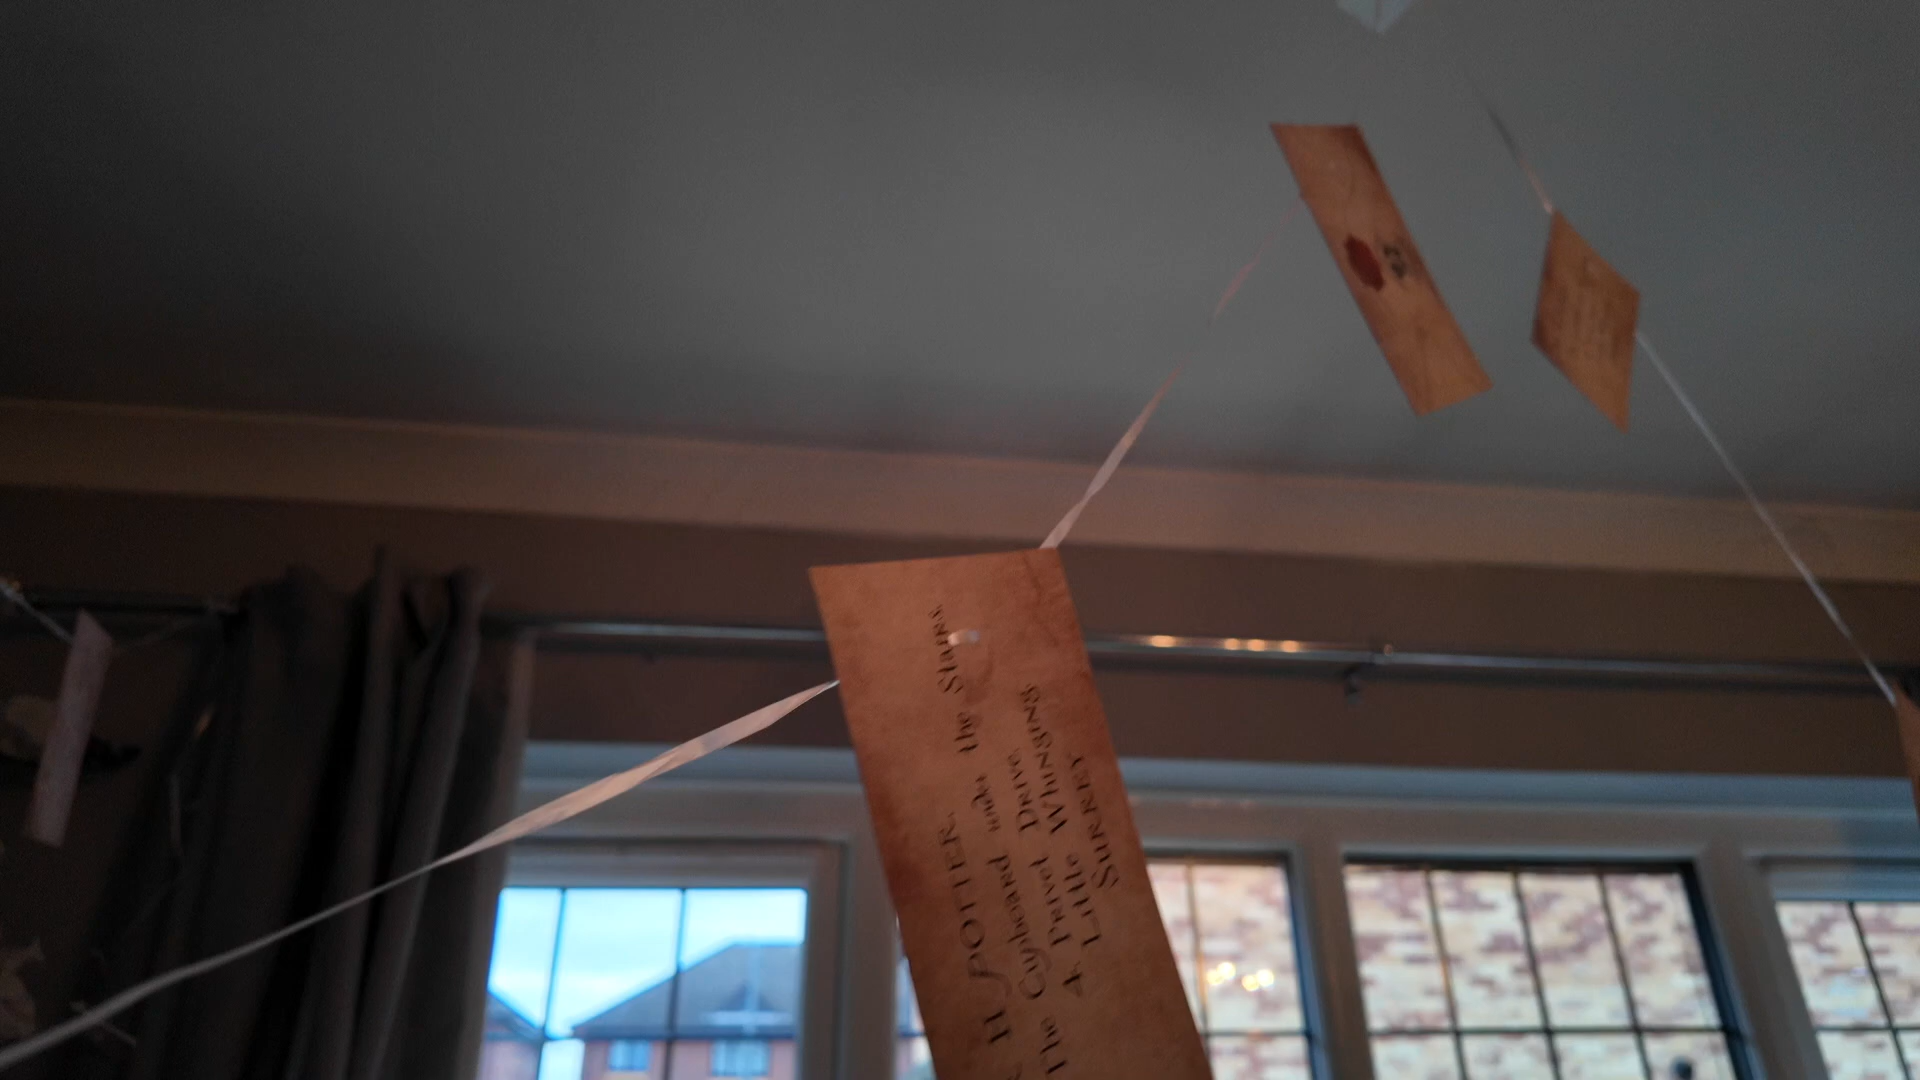 H. POTTER,
The Cupboard under the Stairs,
4, Privet Drive,
Little Whinging
SURREY